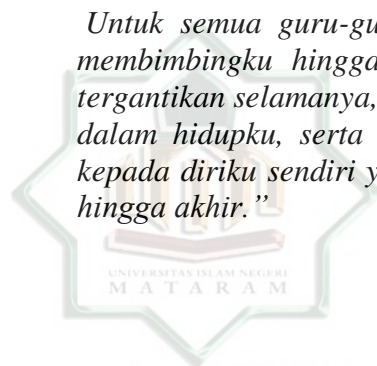 Untuk semua guru-gu
membimbingku hingga
tergantikan selamanya,
dalam hidupku, serta
kepada diriku sendiri y
hingga akhir.”
UNIVERSITAS ISLAM NEGERI
MATARAM